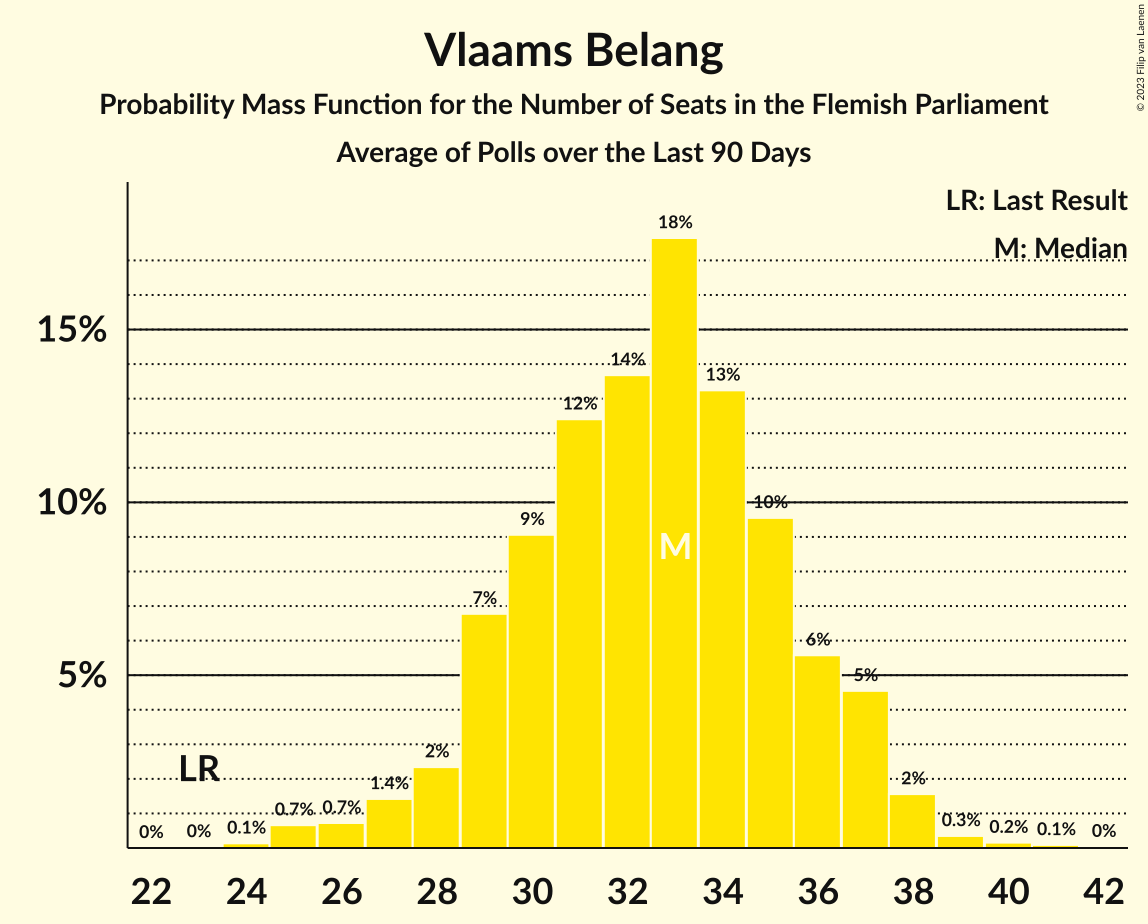 Vlaams Belang
Probability Mass Function for the Number of Seats in the Flemish Parliament
Average of Polls over the Last 90 Days
© 2023 Filip van Laenen
LR: Last Result
M: Median
15%
10%
5%
0%
0%
0.1%
0.7%
0.7%
1.4%
2%
7%
9%
12%
14%
18%
13%
10%
6%
5%
2%
0.3%
0.2%
0.1%
0%
LR
M
22 24 26 28 30 32 34 36 38 40 42